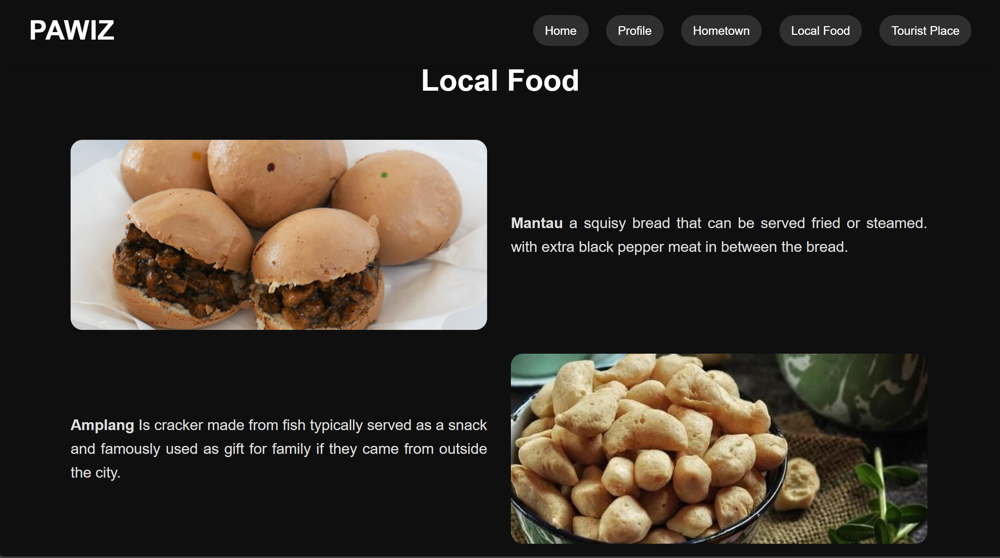 PAWIZ
Home
Profile
Hometown
Local Food
Tourist Place
Local Food
Mantau a squisy bread that can be served fried or steamed.
with extra black pepper meat in between the bread.
Amplang Is cracker made from fish typically served as a snack
and famously used as gift for family if they came from outside
the city.